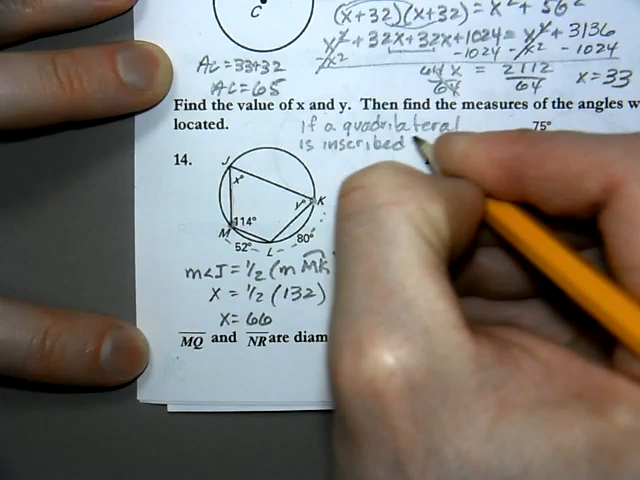 C
(x+32)(x+32) = x² + 56²
x² + 32x + 32x + 1024 = x² + 3136
-x² -1024 -x² -1024
AC = 33+32
64x = 2112
64 64
x = 33
AC = 65
Find the value of x and y. Then find the measures of the angles w
located.
If a quadrilateral
is inscribed
75°
14.
J
x°
y°
K
114°
M
52°
L
80°
m∠J = 1/2 (m MK
x = 1/2 (132)
x = 66
MQ and NR are diam